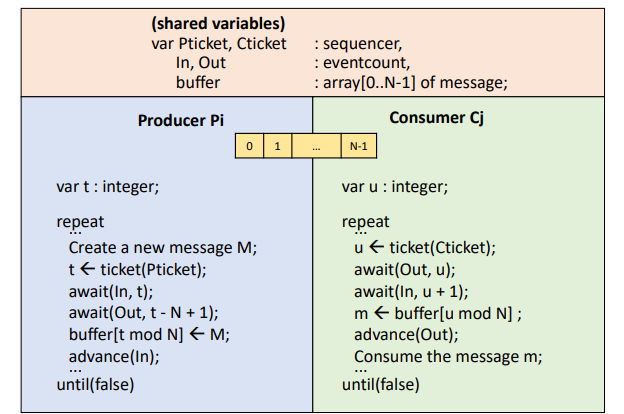 (shared variables)
var Pticket, Cticket : sequencer,
In, Out : eventcount,
buffer : array[0..N-1] of message;
Producer Pi
Consumer Cj
0 1 ... N-1
var t : integer;
repeat
...
Create a new message M;
t ← ticket(Pticket);
await(In, t);
await(Out, t - N + 1);
buffer[t mod N] ← M;
advance(In);
...
until(false)
var u : integer;
repeat
...
u ← ticket(Cticket);
await(Out, u);
await(In, u + 1);
m ← buffer[u mod N] ;
advance(Out);
Consume the message m;
...
until(false)